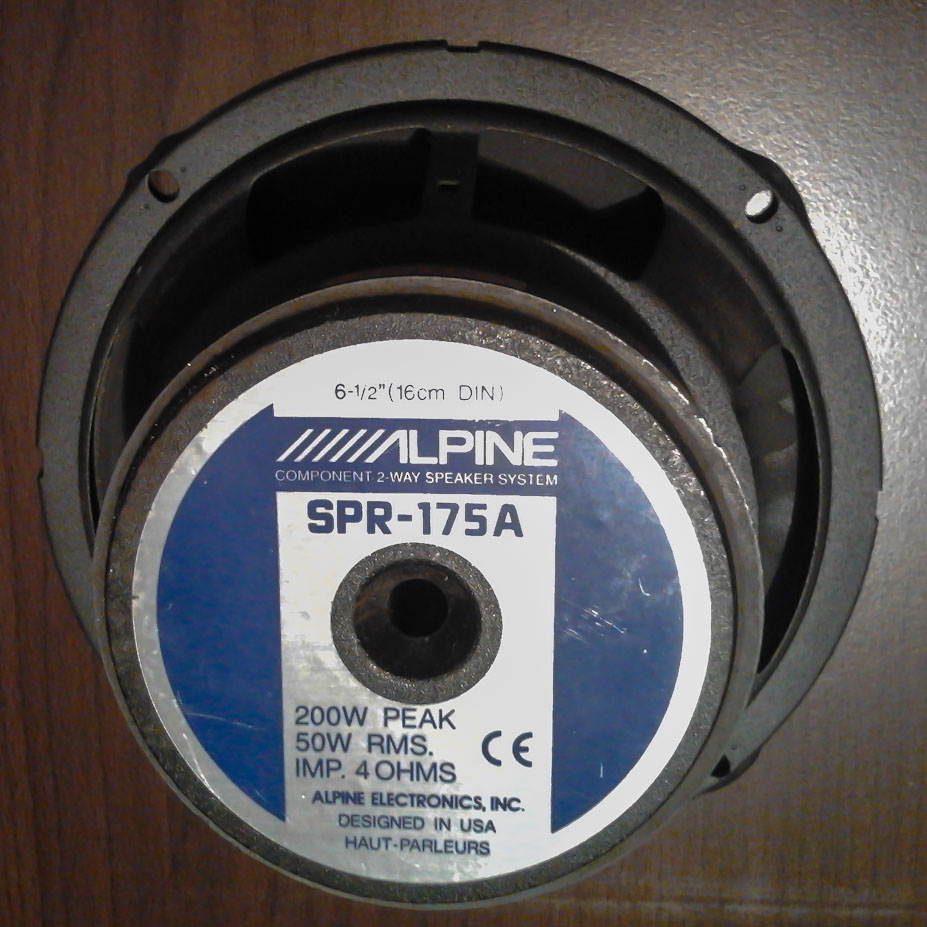 6-1/2"(16cm DIN)
ALPINE
COMPONENT 2-WAY SPEAKER SYSTEM
SPR-175A
200W PEAK
50W RMS.
IMP. 4 OHMS
CE
ALPINE ELECTRONICS, INC.
DESIGNED IN USA
HAUT-PARLEURS